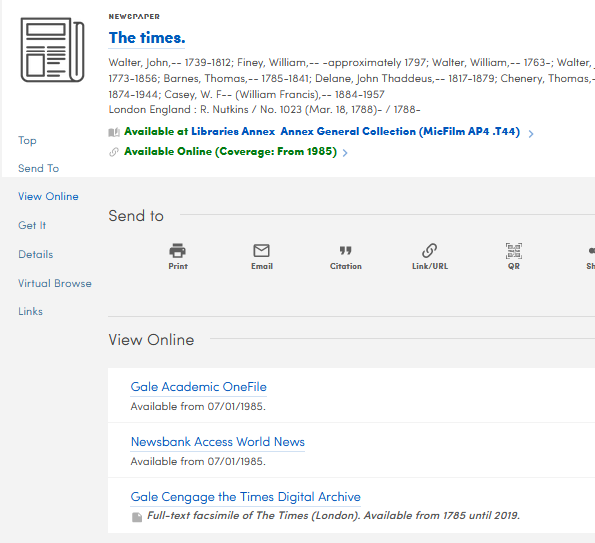 NEWSPAPER
The times.
Walter, John,-- 1739-1812; Finey, William,-- -approximately 1797; Walter, William,-- 1763-; Walter,
1773-1856; Barnes, Thomas,-- 1785-1841; Delane, John Thaddeus,-- 1817-1879; Chenery, Thomas,-
1874-1944; Casey, W. F-- (William Francis),-- 1884-1957
London England : R. Nutkins / No. 1023 (Mar. 18, 1788)- / 1788-
Available at Libraries Annex Annex General Collection (MicFilm AP4 .T44)
Available Online (Coverage: From 1985)
Top
Send To
View Online
Get It
Details
Virtual Browse
Links
Send to
Print
Email
Citation
Link/URL
QR
Sh
View Online
Gale Academic OneFile
Available from 07/01/1985.
Newsbank Access World News
Available from 07/01/1985.
Gale Cengage the Times Digital Archive
Full-text facsimile of The Times (London). Available from 1785 until 2019.